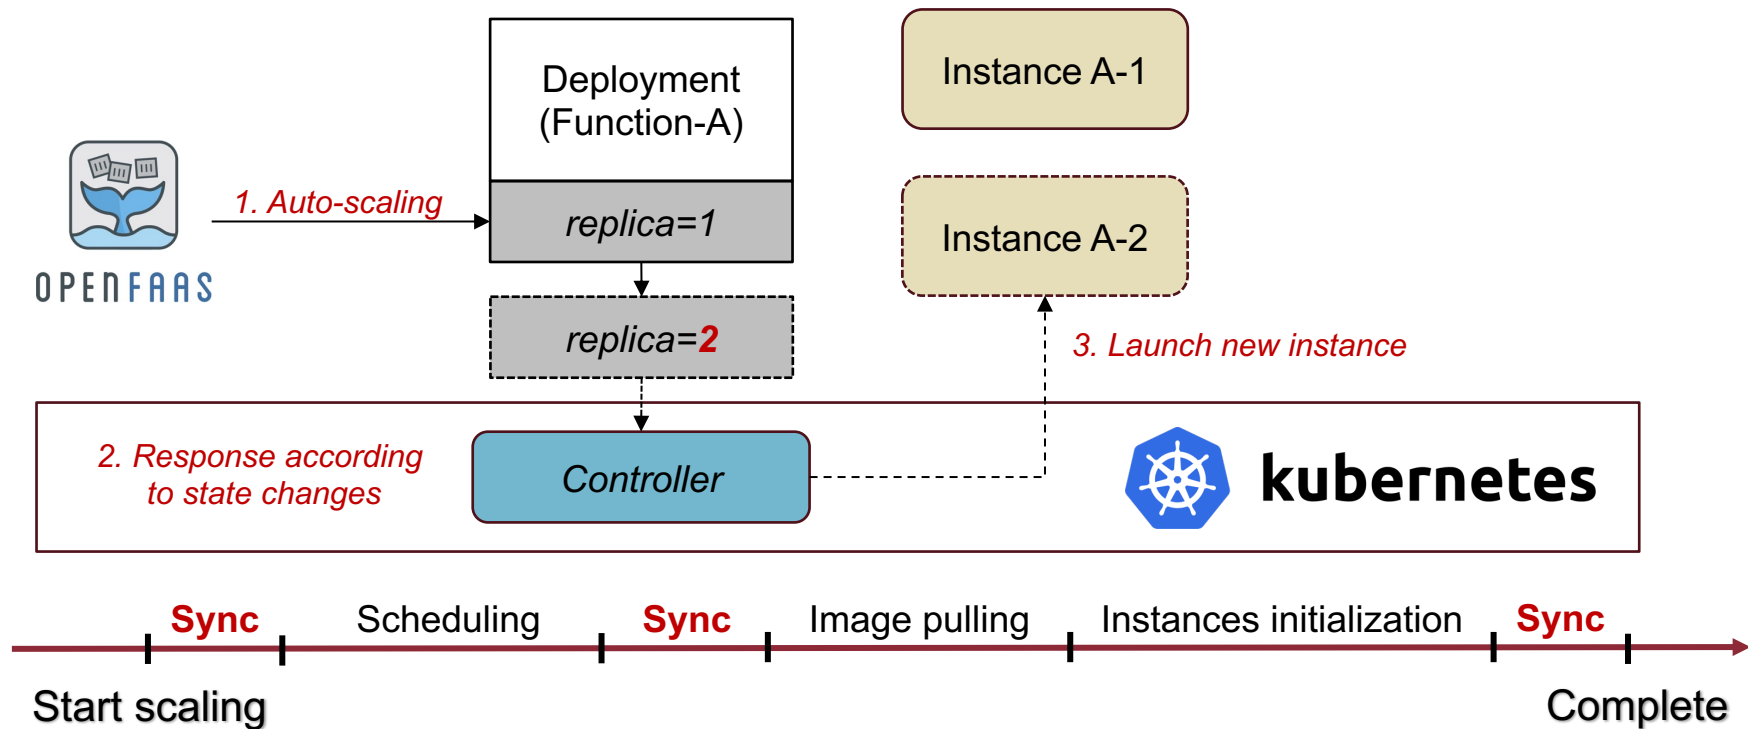 Deployment
(Function-A)
Instance A-1
OPENFAAS
1. Auto-scaling
replica=1
Instance A-2
replica=2
3. Launch new instance
2. Response according
to state changes
Controller
kubernetes
Sync
Scheduling
Sync
Image pulling
Instances initialization
Sync
Start scaling
Complete